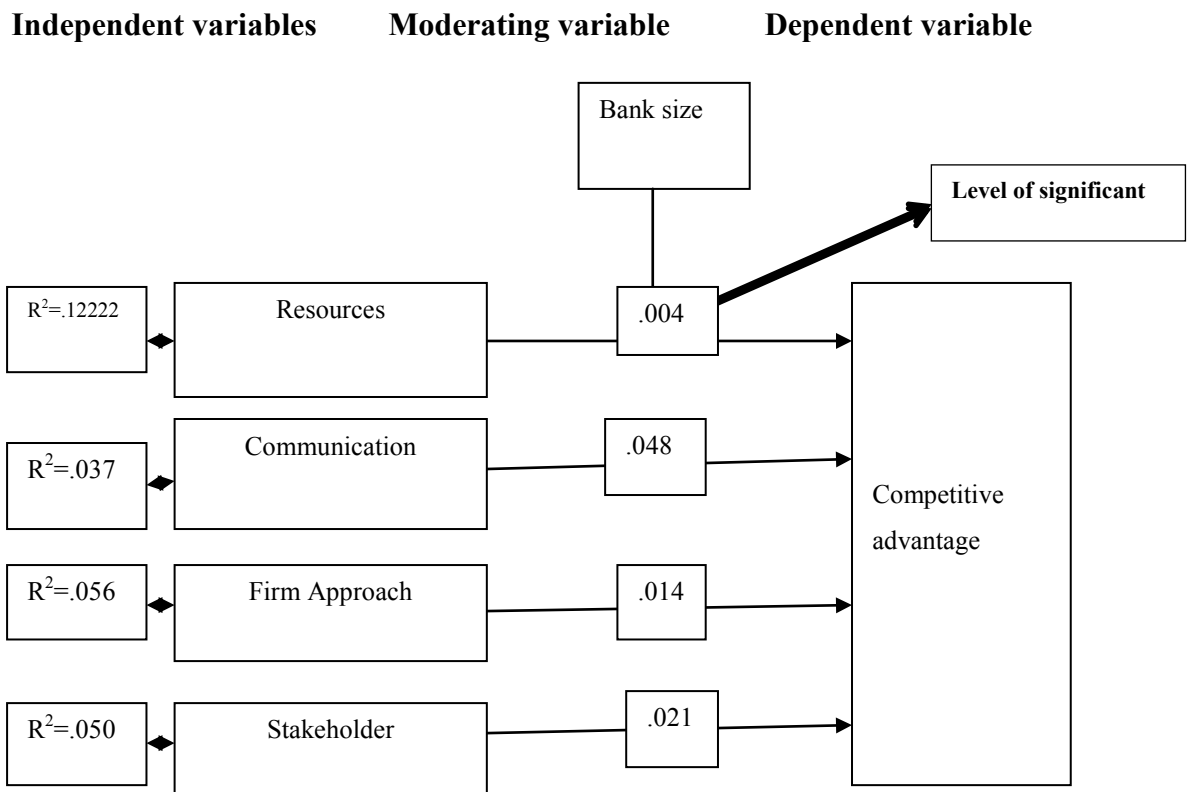 Independent variables Moderating variable Dependent variable
Bank size
Level of significant
R²=.12222
Resources
.004
Communication
.048
R²=.037
Competitive
advantage
R²=.056
Firm Approach
.014
R²=.050
Stakeholder
.021